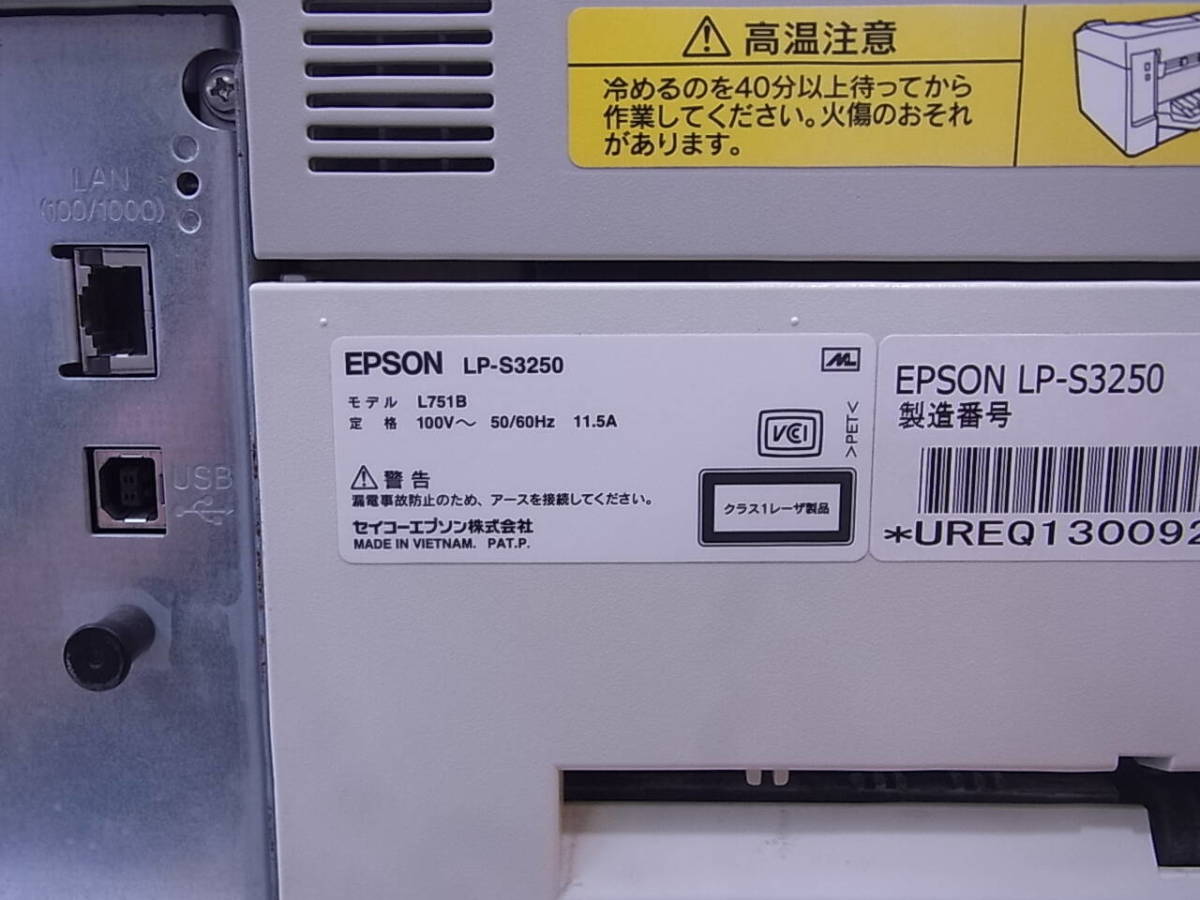 高温注意
冷めるのを40分以上待ってから
作業してください。火傷のおそれ
があります。
LAN
(100/1000)
USB
EPSON LP-S3250
モデル L751B
定 格 100V～ 50/60Hz 11.5A
VCCI
>PET<
警告
漏電事故防止のため、アースを接続してください。
セイコーエプソン株式会社
MADE IN VIETNAM. PAT.P.
クラス1レーザ製品
EPSON LP-S3250
製造番号
*UREQ130092